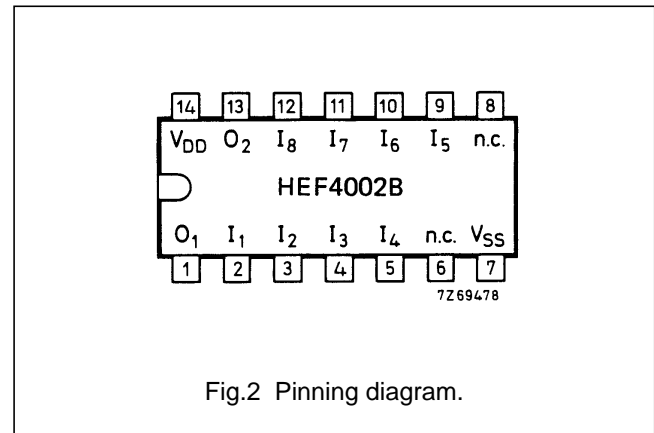 14 13 12 11 10 9 8
VDD O2 I8 I7 I6 I5 n.c.
HEF4002B
O1 I1 I2 I3 I4 n.c. VSS
1 2 3 4 5 6 7
7Z69478
Fig.2 Pinning diagram.